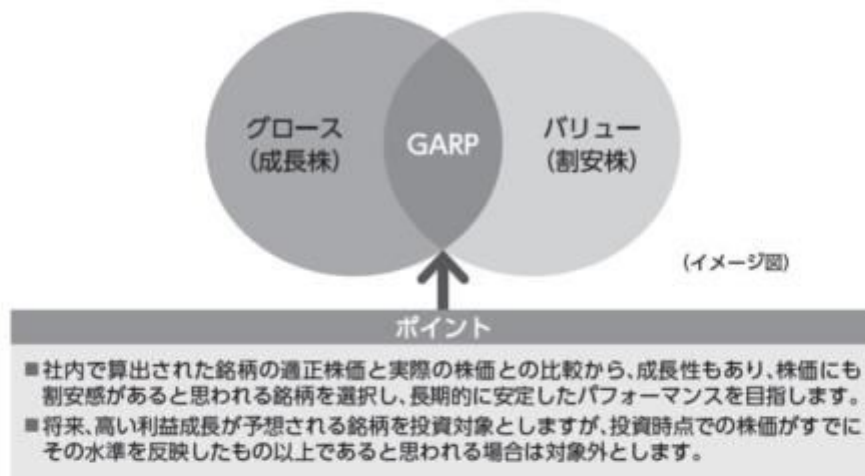 グロース
(成長株)
GARP
バリュー
(割安株)
(イメージ図)
ポイント
■社内で算出された銘柄の適正株価と実際の株価との比較から、成長性もあり、株価にも
割安感があると思われる銘柄を選択し、長期的に安定したパフォーマンスを目指します。
■将来、高い利益成長が予想される銘柄を投資対象としますが、投資時点での株価がすでに
その水準を反映したもの以上であると思われる場合は対象外とします。